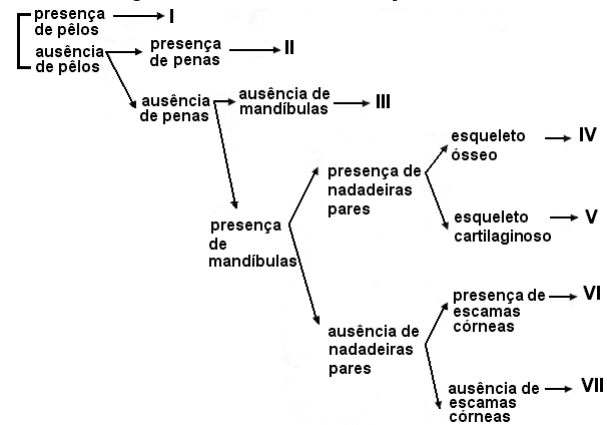 presença
de pêlos
I
ausência
de pêlos
presença
de penas
II
ausência
de penas
ausência de
mandíbulas
III
presença
de
mandíbulas
presença de
nadadeiras
pares
esqueleto
ósseo
IV
esqueleto
cartilaginoso
V
ausência de
nadadeiras
pares
presença de
escamas
córneas
VI
ausência de
escamas
córneas
VII